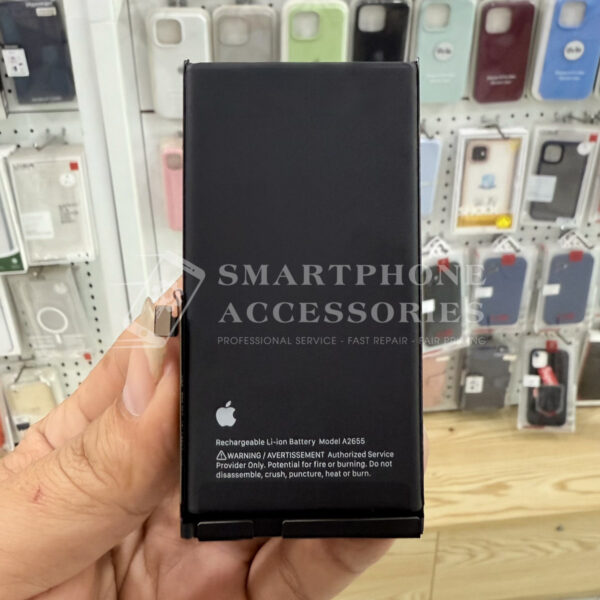 SMARTPHONE
ACCESSORIES
PROFESSIONAL SERVICE - FAST REPAIR - FAIR PRICING
Rechargeable Li-ion Battery Model A2655
WARNING / AVERTISSEMENT Authorized Service
Provider Only. Potential for fire or burning. Do not
disassemble, crush, puncture, heat or burn.